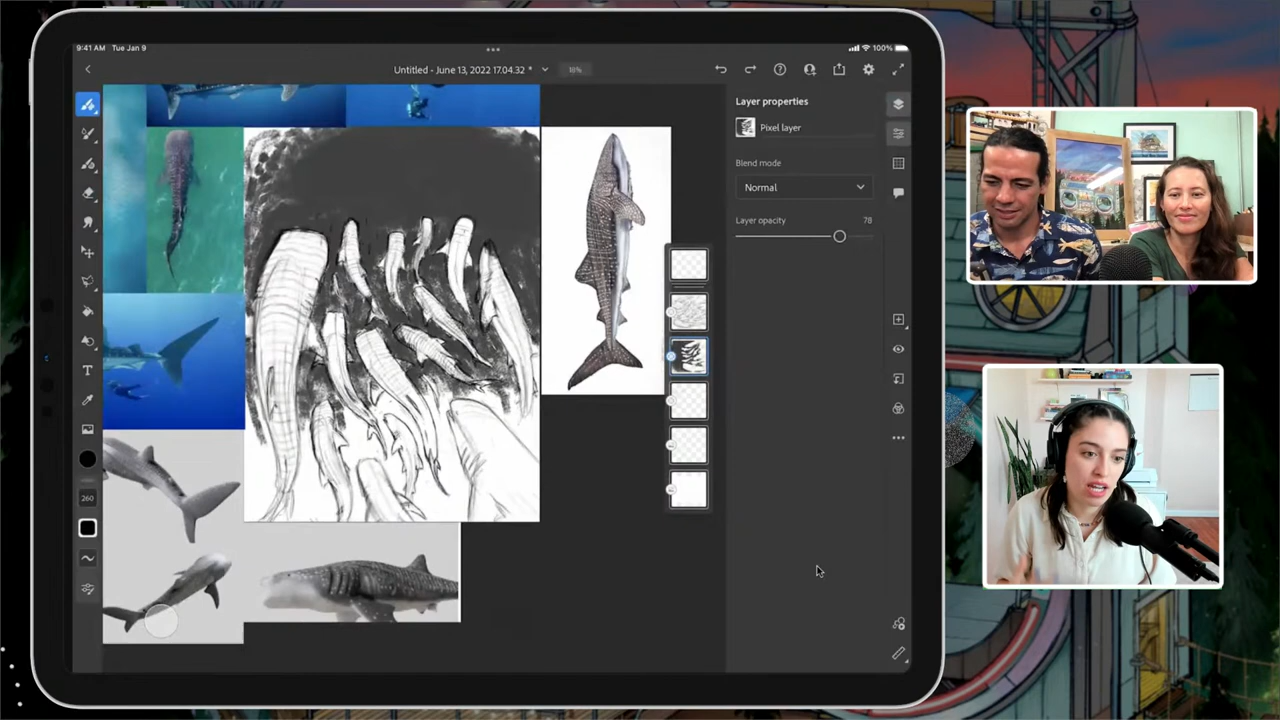 9:41 AM Tue Jan 9
100%
Untitled - June 13, 2022 17.04.32 *
18%
Layer properties
Pixel layer
Blend mode
Normal
Layer opacity 78
T
260